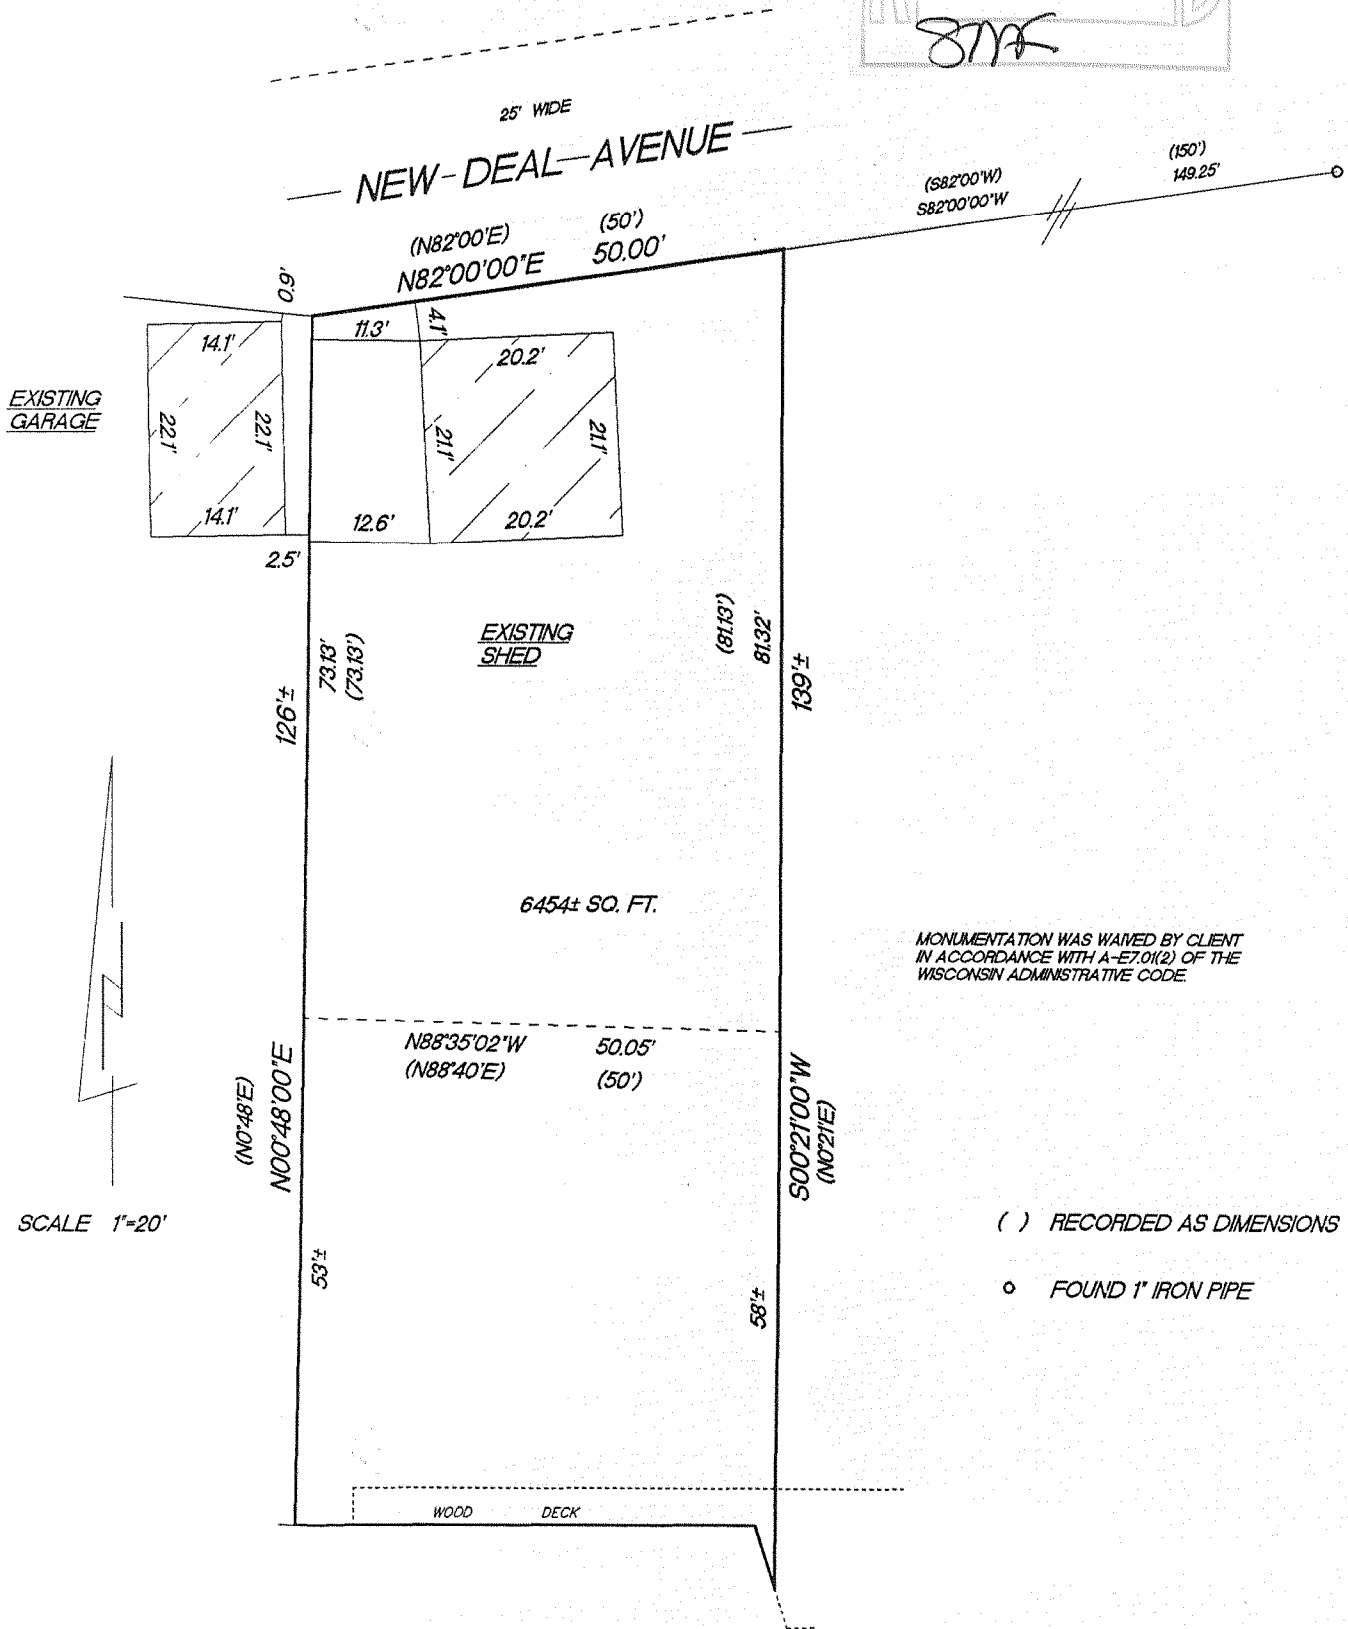 25' WIDE
NEW-DEAL-AVENUE
(150')
149.25'
(S82°00'W)
S82°00'00"W
(N82°00'E) (50')
N82°00'00"E 50.00'
0.9'
11.3'
4.1'
14.1'
20.2'
EXISTING
GARAGE
22.1'
22.1'
21.1'
21.1'
14.1'
12.6'
20.2'
2.5'
EXISTING
SHED
73.13'
(73.13')
126'±
(81.13')
81.32'
139'±
6454± SQ. FT.
MONUMENTATION WAS WAIVED BY CLIENT
IN ACCORDANCE WITH A-E7.01(2) OF THE
WISCONSIN ADMINISTRATIVE CODE.
N88°35'02"W 50.05'
(N88°40'E) (50')
(N0°48'E)
N00°48'00"E
S00°21'00"W
(N0°21'E)
SCALE 1"=20'
( ) RECORDED AS DIMENSIONS
53'±
58'±
FOUND 1" IRON PIPE
WOOD DECK